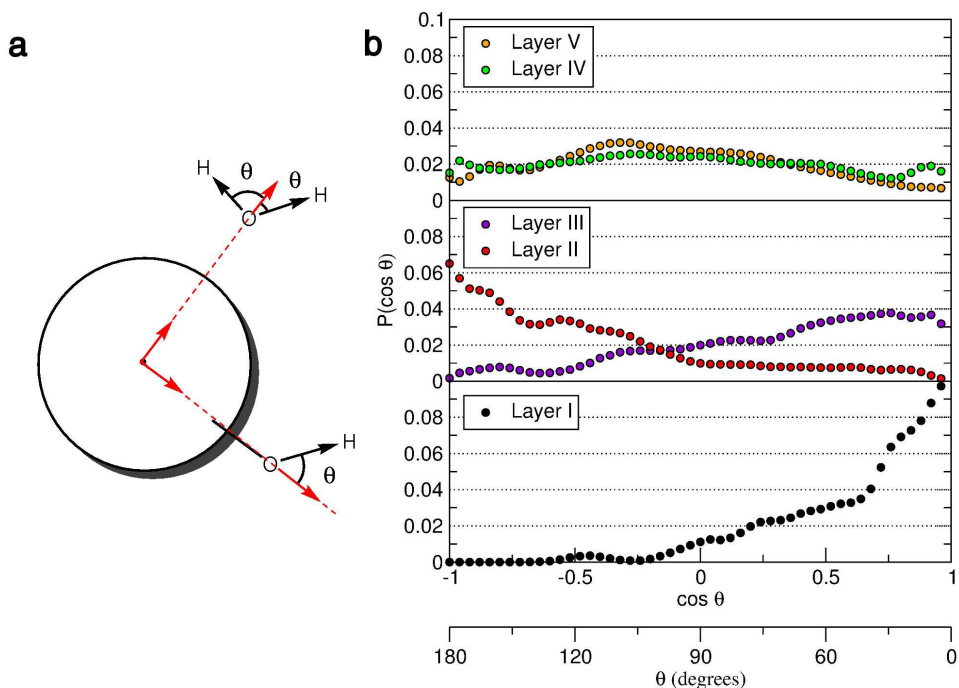 a
b
H
θ
θ
H
O
H
O
θ
0.1
0.08
0.06
0.04
0.02
0
Layer V
Layer IV
0.08
0.06
0.04
0.02
0
Layer III
Layer II
0.08
0.06
0.04
0.02
0
Layer I
P(cos θ)
-1 -0.5 0 0.5 1
cos θ
180 120 90 60 0
θ (degrees)